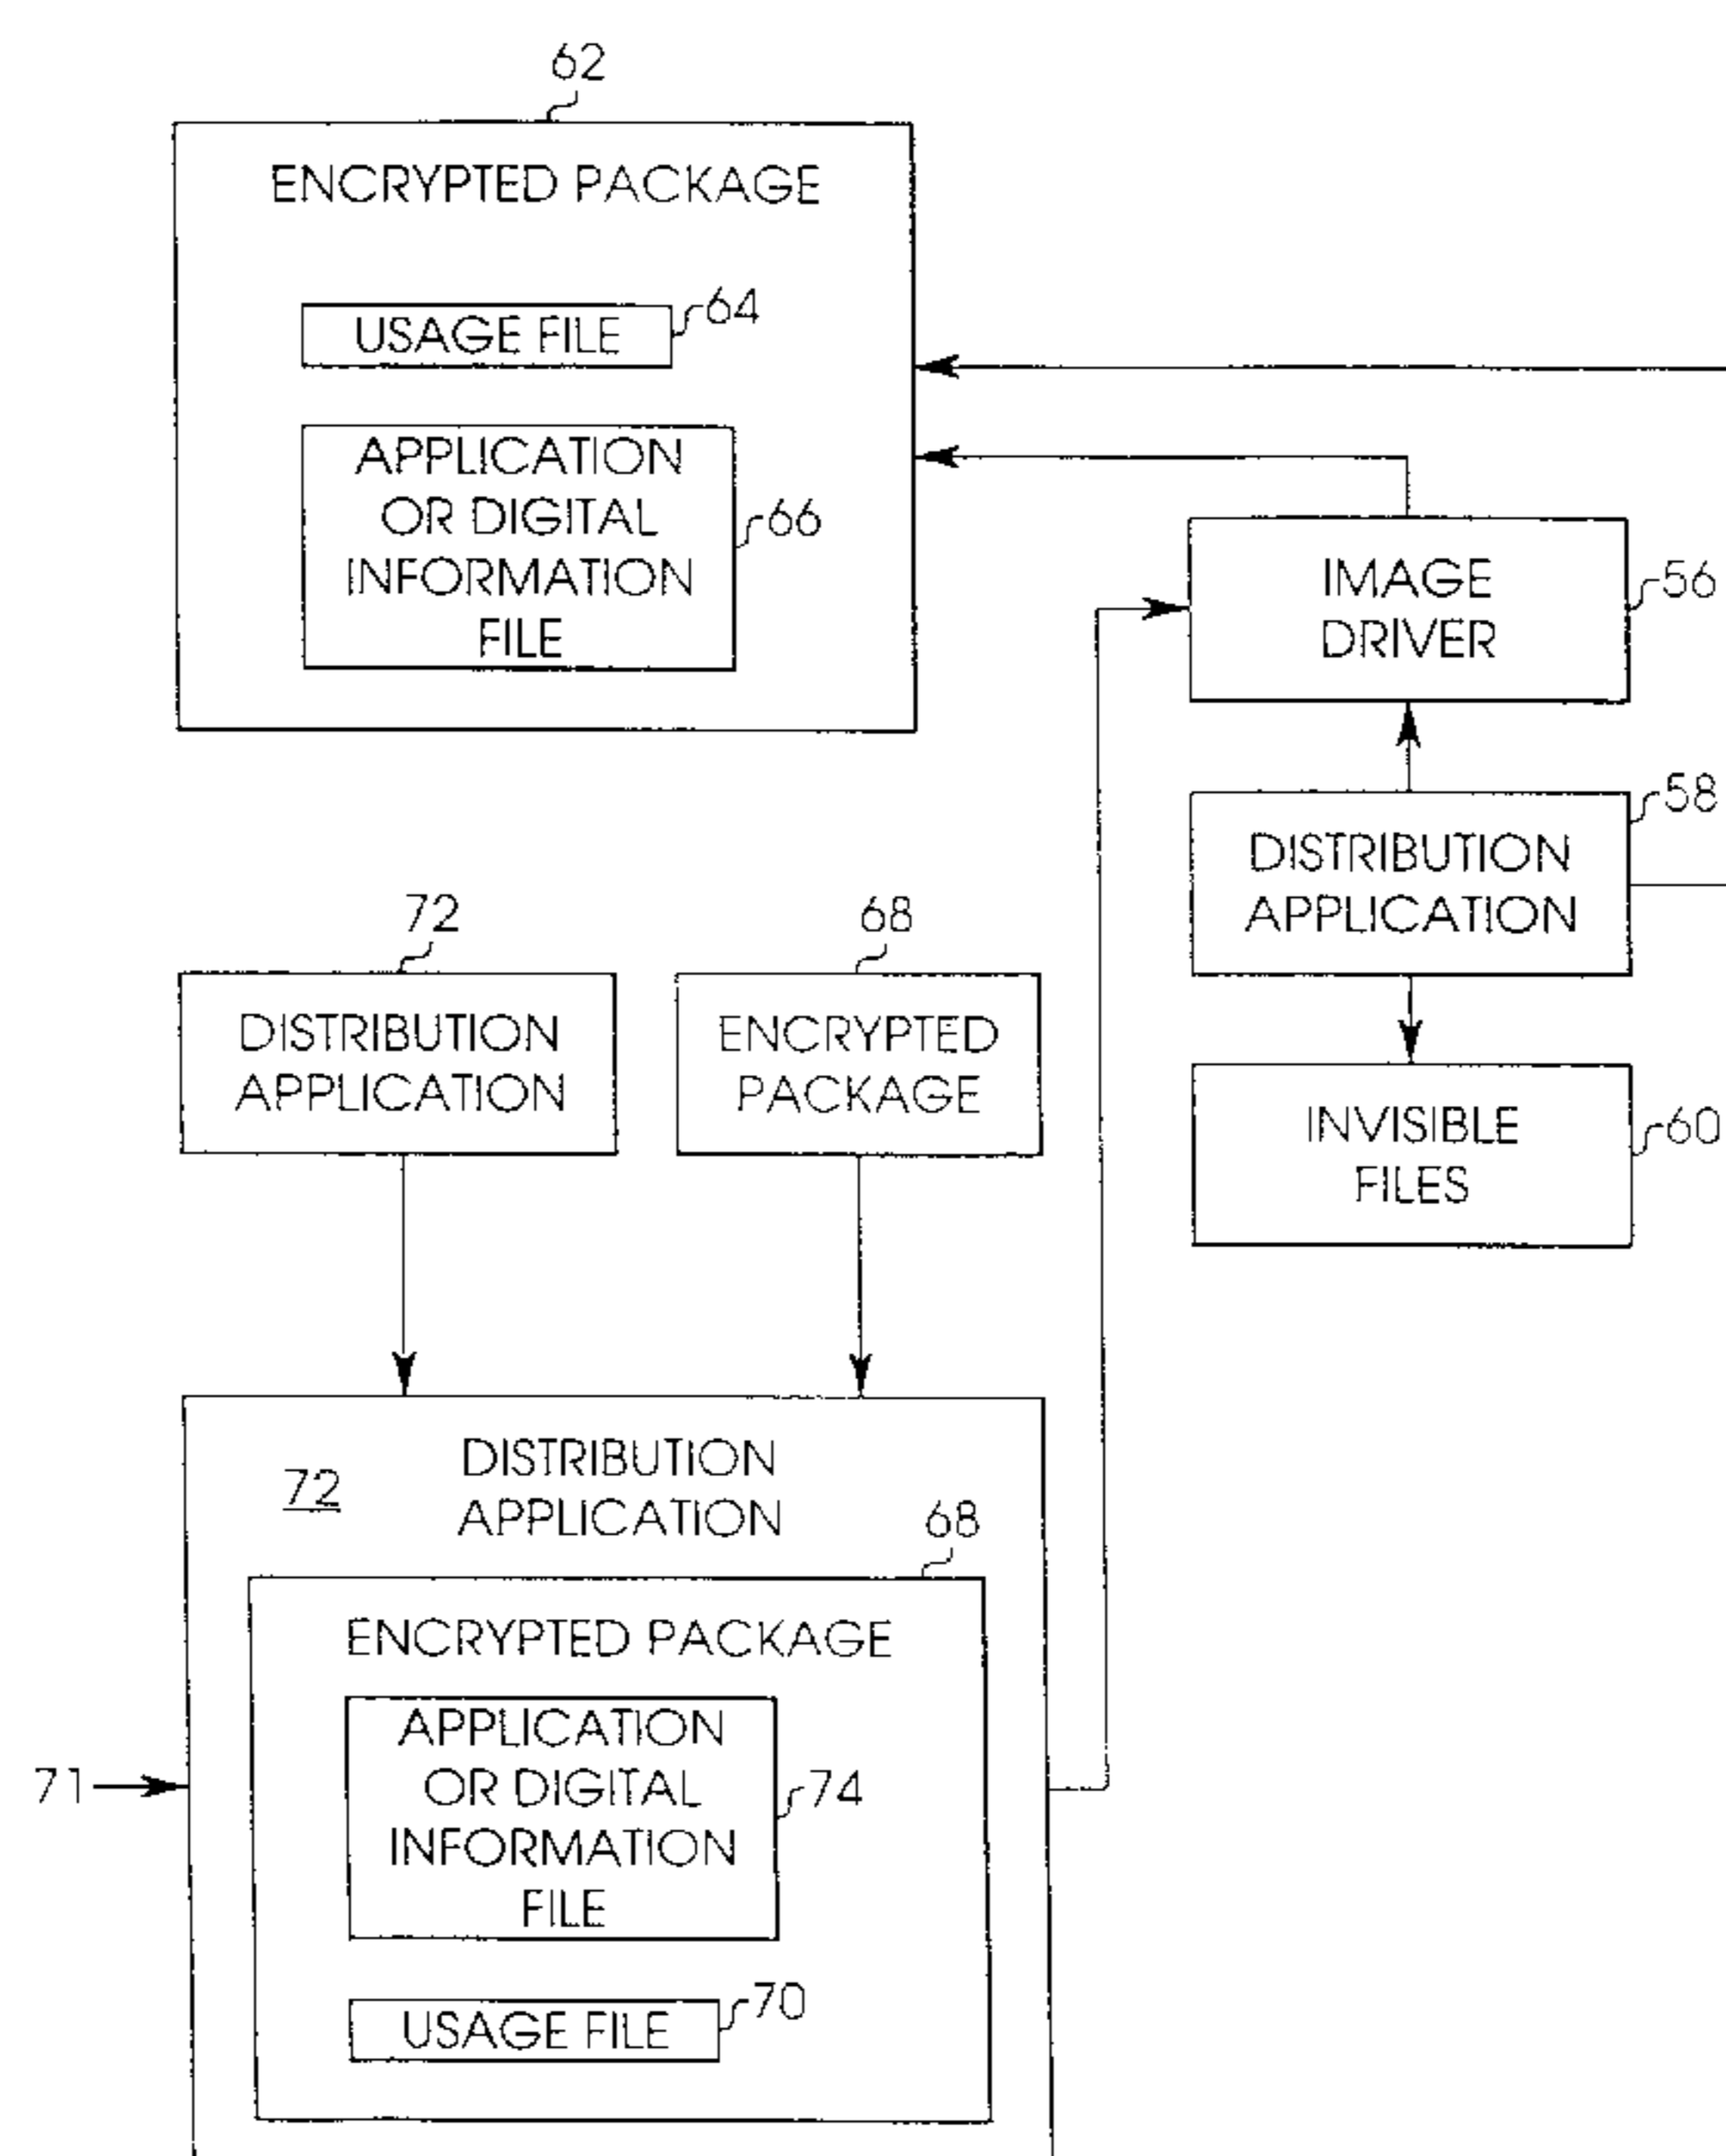 62
ENCRYPTED PACKAGE
64
USAGE FILE
APPLICATION
OR DIGITAL
INFORMATION
FILE
66
IMAGE
DRIVER
56
58
DISTRIBUTION
APPLICATION
INVISIBLE
FILES
60
72
DISTRIBUTION
APPLICATION
68
ENCRYPTED
PACKAGE
72
DISTRIBUTION
APPLICATION
68
ENCRYPTED PACKAGE
APPLICATION
OR DIGITAL
INFORMATION
FILE
74
71
70
USAGE FILE